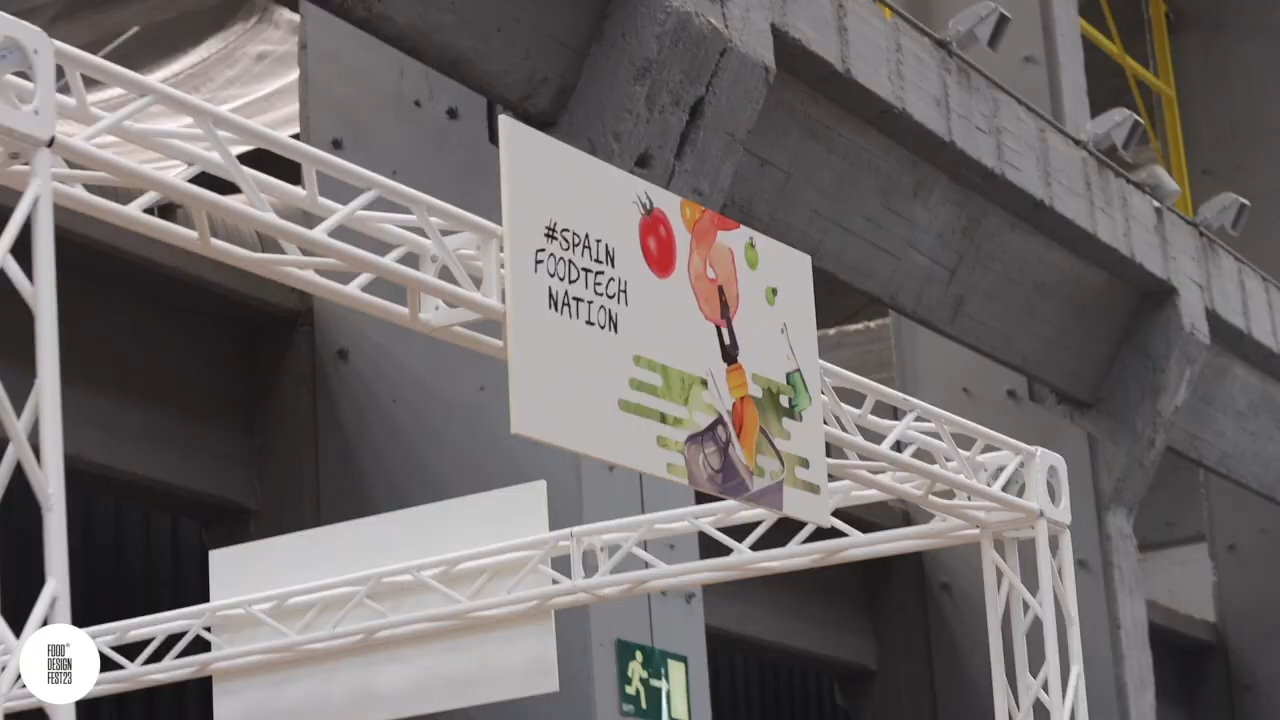 #SPAIN
FOODTECH
NATION
FOOD
DESIGN
FEST23